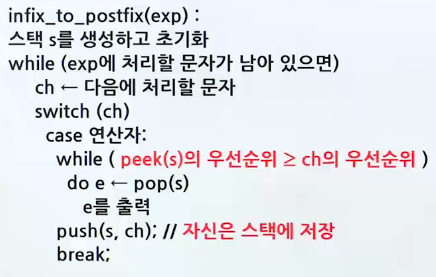 infix_to_postfix(exp) :
스택 s를 생성하고 초기화
while (exp에 처리할 문자가 남아 있으면)
ch ← 다음에 처리할 문자
switch (ch)
case 연산자:
while ( peek(s)의 우선순위 ≥ ch의 우선순위 )
do e ← pop(s)
e를 출력
push(s, ch); // 자신은 스택에 저장
break;